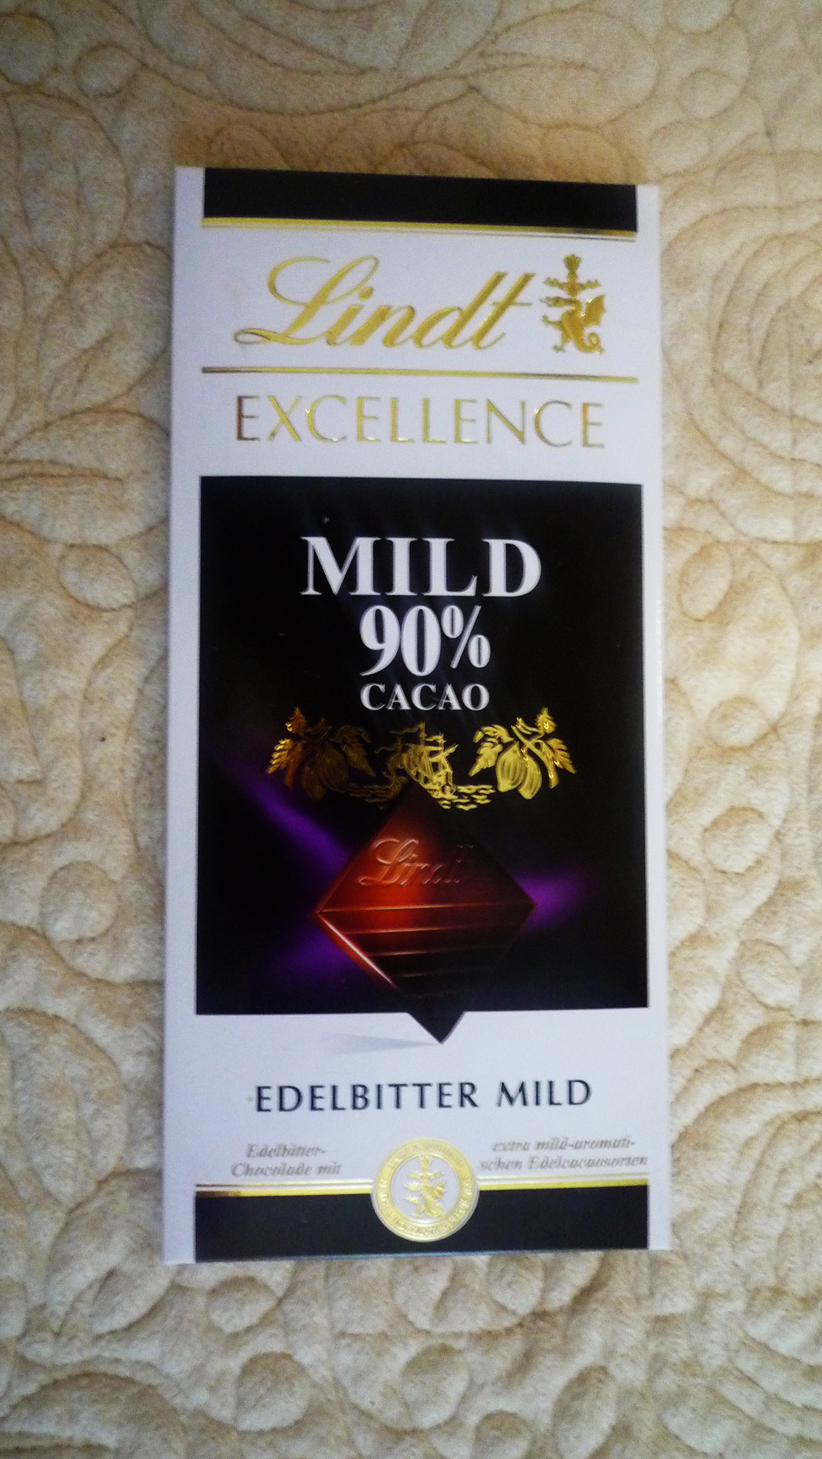 Lindt
EXCELLENCE
MILD
90%
CACAO
Lindt
EDELBITTER MILD
Edelbitter-
Chocolade mit
extra mild-aromati-
schen Edelcacaosorten